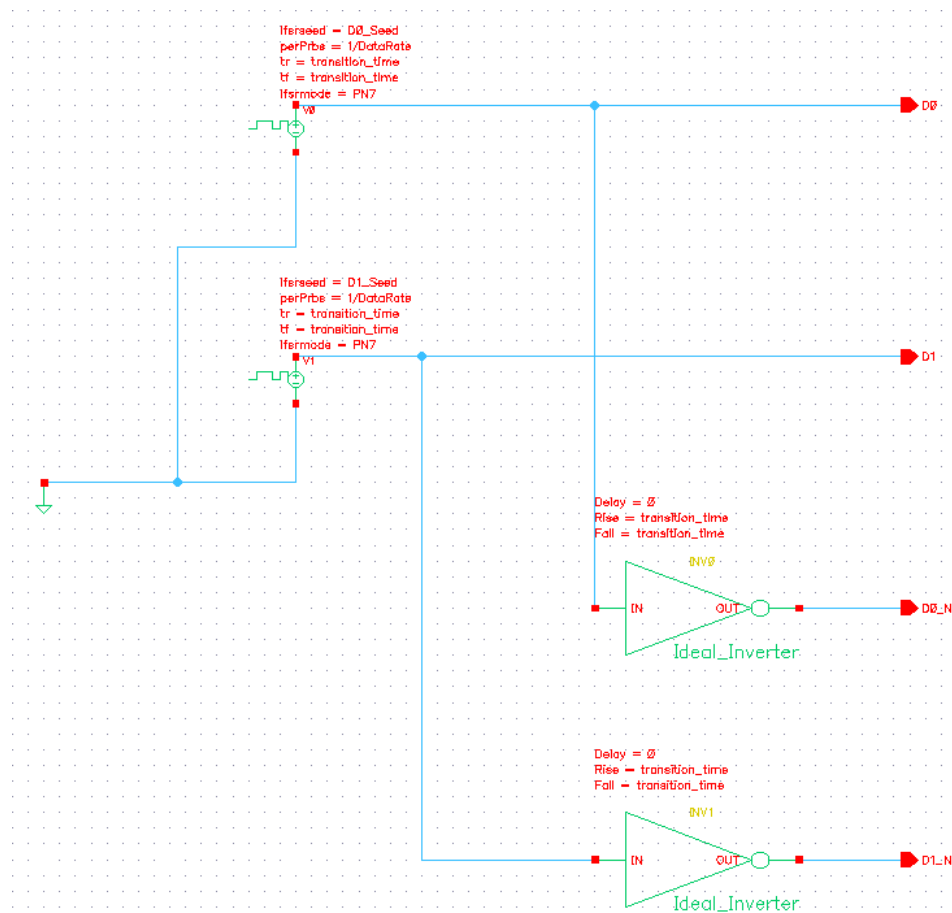 lfsrseed = D0_Seed
perPrbs = 1/DataRate
tr = transition_time
tf = transition_time
lfsrmode = PN7
V0
D0
lfsrseed = D1_Seed
perPrbs = 1/DataRate
tr = transition_time
tf = transition_time
lfsrmode = PN7
V1
D1
Delay = 0
Rise = transition_time
Fall = transition_time
INV0
IN
OUT
D0_N
Ideal_Inverter
Delay = 0
Rise = transition_time
Fall = transition_time
INV1
IN
OUT
D1_N
Ideal_Inverter